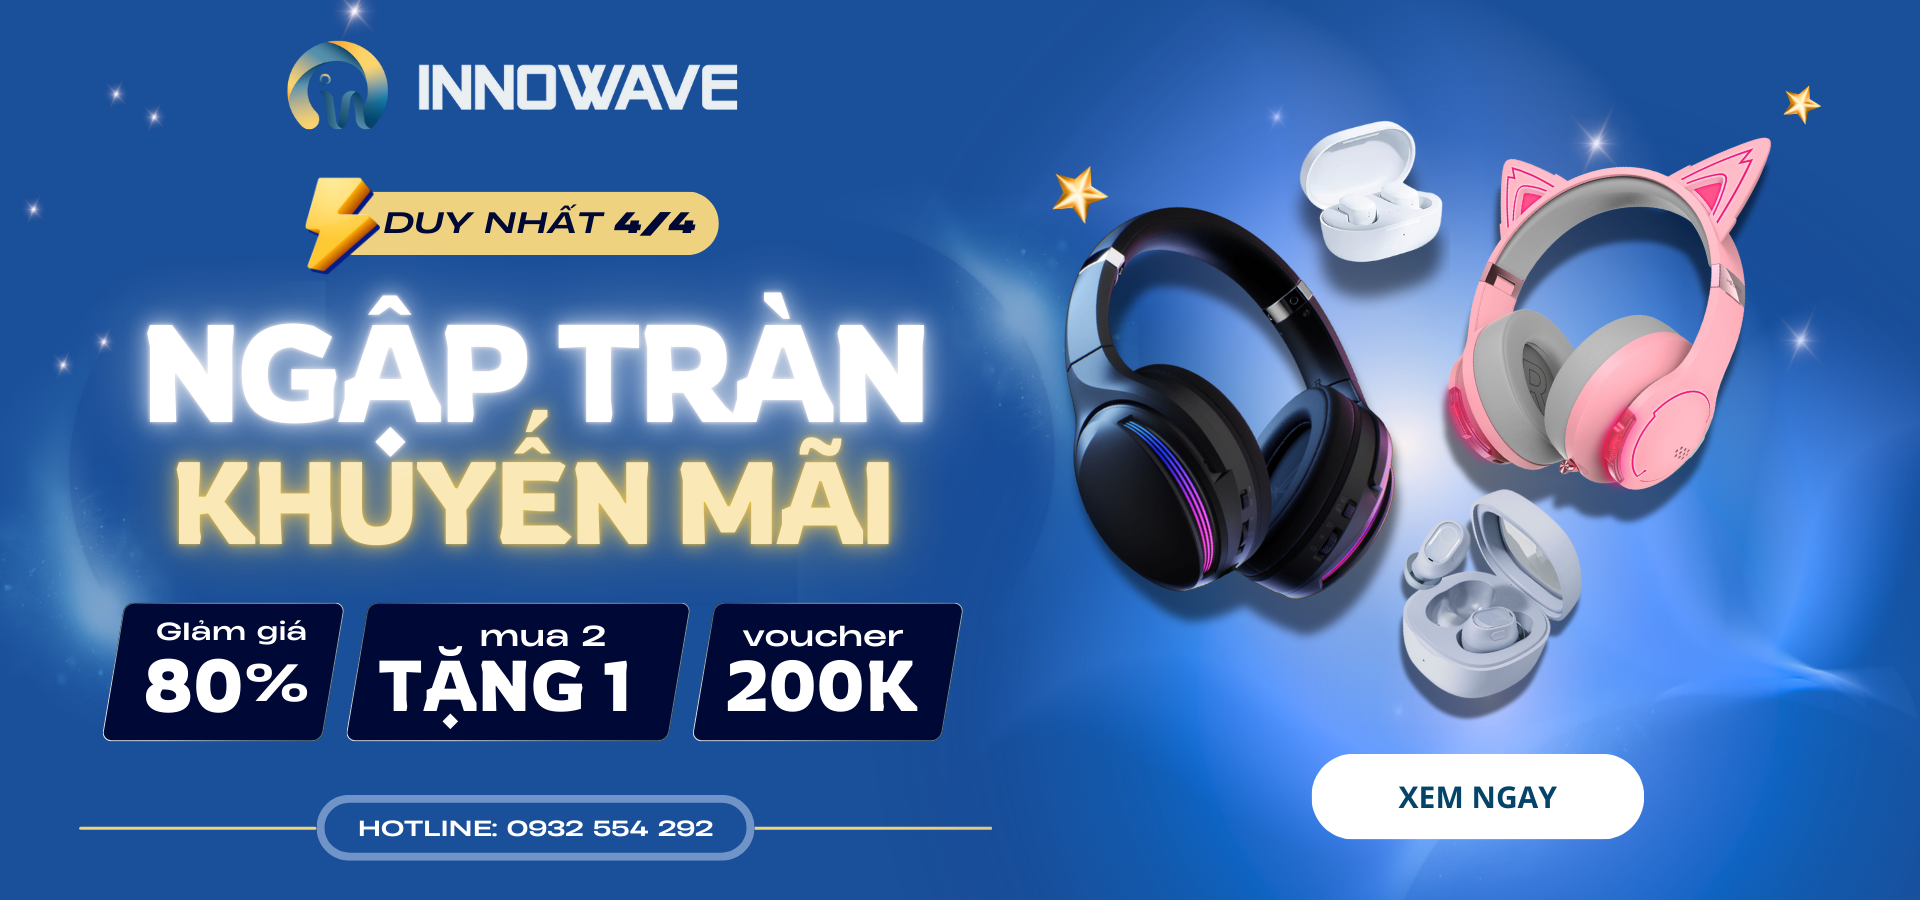 INNOWAVE
DUY NHẤT 4/4
NGẬP TRÀN
KHUYẾN MÃI
GIảm giá
80%
mua 2
TẶNG 1
voucher
200K
HOTLINE: 0932 554 292
XEM NGAY